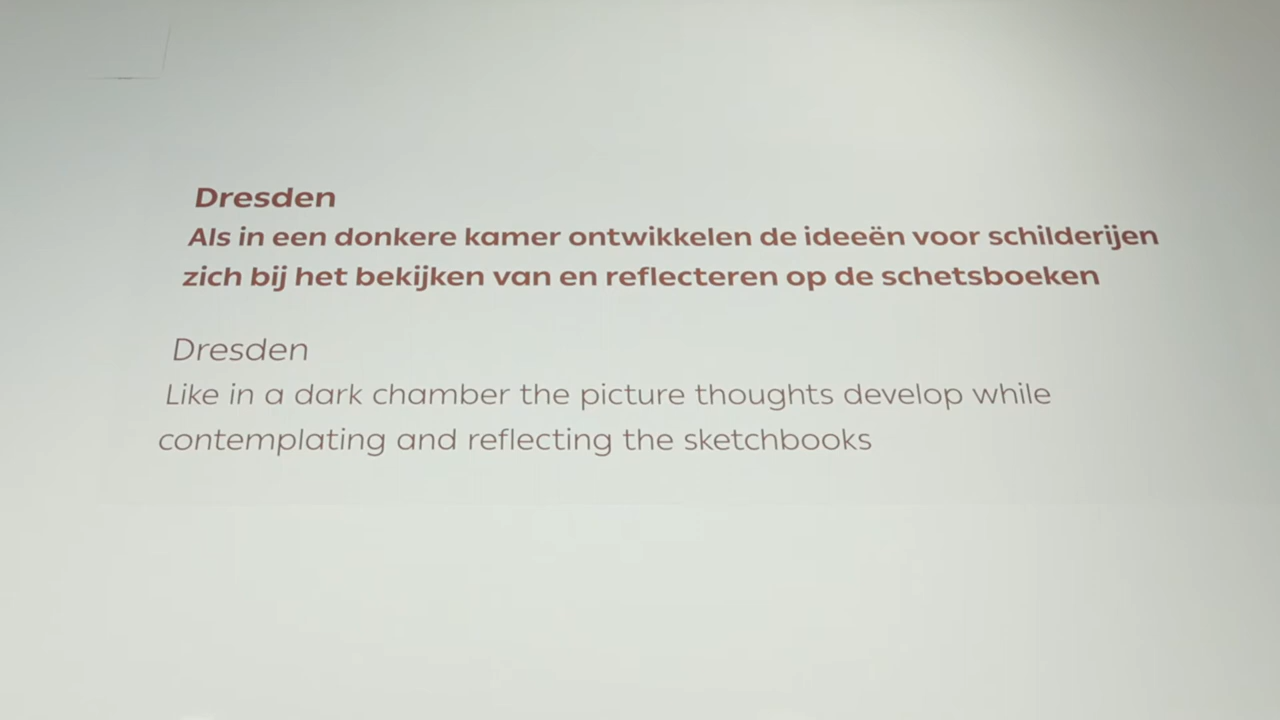 Dresden
Als in een donkere kamer ontwikkelen de ideeën voor schilderijen
zich bij het bekijken van en reflecteren op de schetsboeken
Dresden
Like in a dark chamber the picture thoughts develop while
contemplating and reflecting the sketchbooks